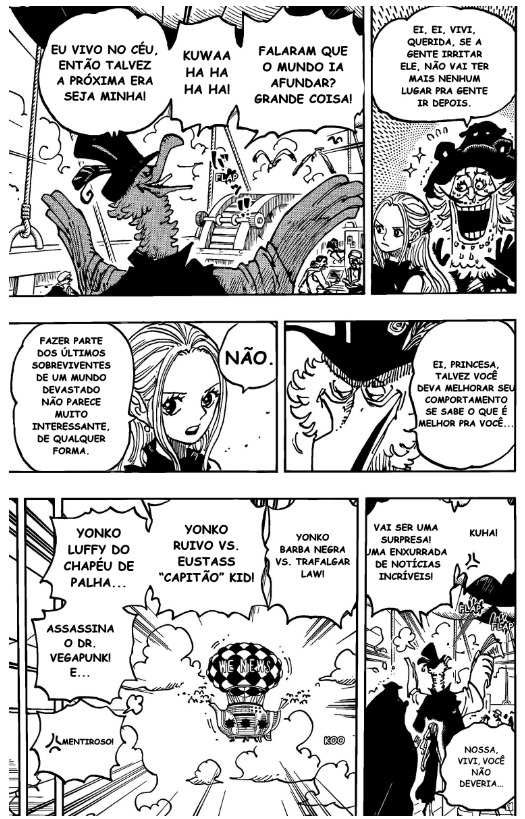 EI, EI, VIVI,
QUERIDA, SE A
GENTE IRRITAR
ELE, NÃO VAI TER
MAIS NENHUM
LUGAR PRA GENTE
IR DEPOIS.
FALARAM QUE
O MUNDO IA
AFUNDAR?
GRANDE COISA!
KUWAA
HA HA
HA HA!
EU VIVO NO CÉU,
ENTÃO TALVEZ
A PRÓXIMA ERA
SEJA MINHA!
FLAP
EI, PRINCESA,
TALVEZ VOCÊ
DEVA MELHORAR SEU
COMPORTAMENTO
SE SABE O QUE É
MELHOR PRA VOCÊ...
NÃO.
FAZER PARTE
DOS ÚLTIMOS
SOBREVIVENTES
DE UM MUNDO
DEVASTADO
NÃO PARECE
MUITO
INTERESSANTE,
DE QUALQUER
FORMA.
KUHA!
VAI SER UMA
SURPRESA!
UMA ENXURRADA
DE NOTÍCIAS
INCRÍVEIS!
FLAP
FLAP
NOSSA,
VIVI, VOCÊ
NÃO
DEVERIA...
YONKO
BARBA NEGRA
VS. TRAFALGAR
LAW!
YONKO
RUIVO VS.
EUSTASS
“CAPITÃO” KID!
YONKO
LUFFY DO
CHAPÉU DE
PALHA...
ASSASSINA
O DR.
VEGAPUNK!
E...
WE NEWS
KOO
MENTIROSO!